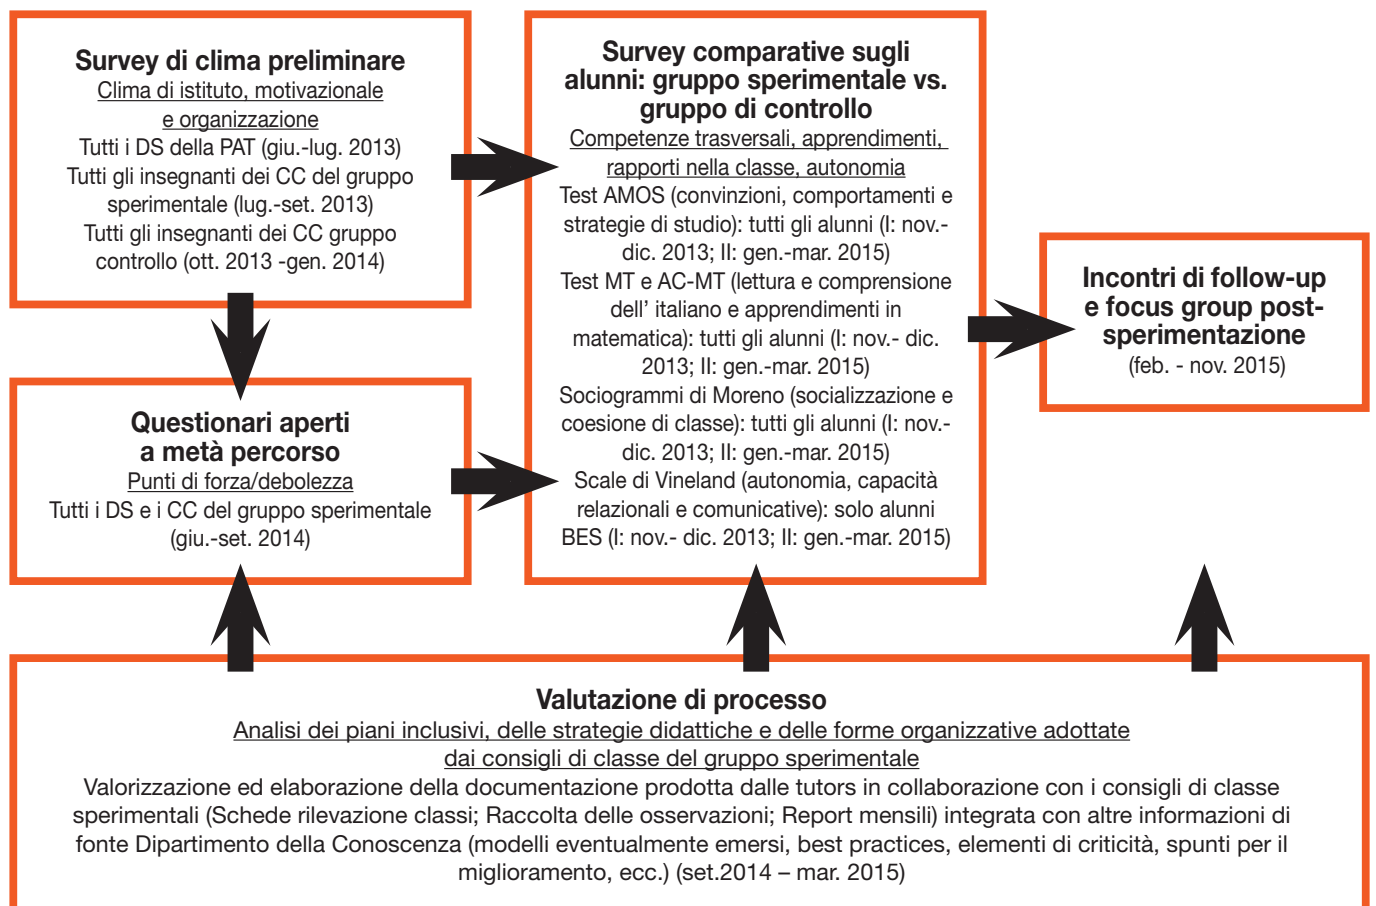 Survey di clima preliminare
Clima di istituto, motivazionale
e organizzazione
Tutti i DS della PAT (giu.-lug. 2013)
Tutti gli insegnanti dei CC del gruppo
sperimentale (lug.-set. 2013)
Tutti gli insegnanti dei CC gruppo
controllo (ott. 2013 -gen. 2014)
Questionari aperti
a metà percorso
Punti di forza/debolezza
Tutti i DS e i CC del gruppo sperimentale
(giu.-set. 2014)
Survey comparative sugli
alunni: gruppo sperimentale vs.
gruppo di controllo
Competenze trasversali, apprendimenti,
rapporti nella classe, autonomia
Test AMOS (convinzioni, comportamenti e
strategie di studio): tutti gli alunni (I: nov.-
dic. 2013; II: gen.-mar. 2015)
Test MT e AC-MT (lettura e comprensione
dell' italiano e apprendimenti in
matematica): tutti gli alunni (I: nov.- dic.
2013; II: gen.-mar. 2015)
Sociogrammi di Moreno (socializzazione e
coesione di classe): tutti gli alunni (I: nov.-
dic. 2013; II: gen.-mar. 2015)
Scale di Vineland (autonomia, capacità
relazionali e comunicative): solo alunni
BES (I: nov.- dic. 2013; II: gen.-mar. 2015)
Incontri di follow-up
e focus group post-
sperimentazione
(feb. - nov. 2015)
Valutazione di processo
Analisi dei piani inclusivi, delle strategie didattiche e delle forme organizzative adottate
dai consigli di classe del gruppo sperimentale
Valorizzazione ed elaborazione della documentazione prodotta dalle tutors in collaborazione con i consigli di classe
sperimentali (Schede rilevazione classi; Raccolta delle osservazioni; Report mensili) integrata con altre informazioni di
fonte Dipartimento della Conoscenza (modelli eventualmente emersi, best practices, elementi di criticità, spunti per il
miglioramento, ecc.) (set.2014 – mar. 2015)